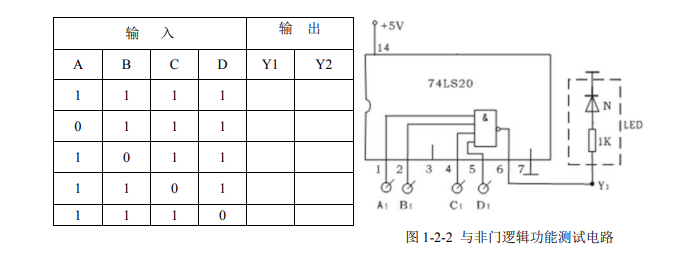 输 入 输 出
A B C D Y1 Y2
1 1 1 1
0 1 1 1
1 0 1 1
1 1 0 1
1 1 1 0
+5V
14
74LS20
&
N
LED
1K
1 2 3 4 5 6 7
A1 B1 C1 D1 Y1
图 1-2-2 与非门逻辑功能测试电路